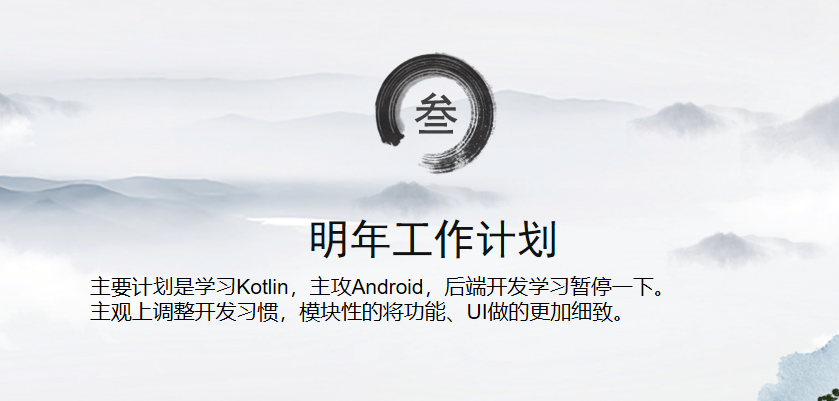 叁
明年工作计划
主要计划是学习Kotlin，主攻Android，后端开发学习暂停一下。
主观上调整开发习惯，模块性的将功能、UI做的更加细致。